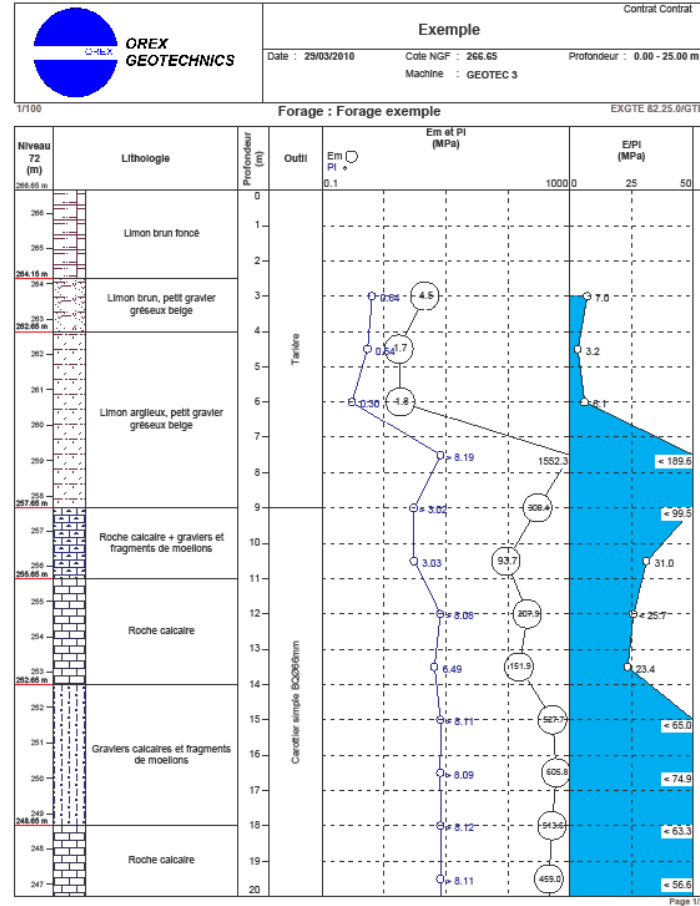 Contrat Contrat
OREX
OREX
GEOTECHNICS
Exemple
Date : 29/03/2010
Cote NGF : 266.65
Profondeur : 0.00 - 25.00 m
Machine : GEOTEC 3
1/100
Forage : Forage exemple
Niveau
72
(m)
Lithologie
Profondeur
(m)
Outil
Em et Pl
(MPa)
Em
Pl
0.1
1000
E/Pl
(MPa)
0
25
50
266.65 m
0
266
1
Limon brun foncé
265
2
264.15 m
264
3
0.64
4.5
7.0
Limon brun, petit gravier
gréseux beige
263
262.65 m
4
262
0.54
1.7
3.2
5
Tarière
261
6
0.30
1.8
6.1
Limon argileux, petit gravier
gréseux beige
260
7
259
> 8.19
1552.3
< 189.6
8
258
257.65 m
9
> 3.02
308.4
< 99.5
257
Roche calcaire + graviers et
fragments de moellons
10
256
3.03
93.7
31.0
255.65 m
11
255
12
> 8.08
207.9
< 25.7
Roche calcaire
254
13
253
6.49
151.9
23.4
252.65 m
14
252
15
> 8.11
527.7
< 65.0
251
Graviers calcaires et fragments
de moellons
16
250
> 8.09
605.8
< 74.9
17
249
248.65 m
18
> 8.12
513.6
< 63.3
248
Roche calcaire
19
247
> 8.11
459.0
< 56.6
20
Carottier simple BQØ66mm